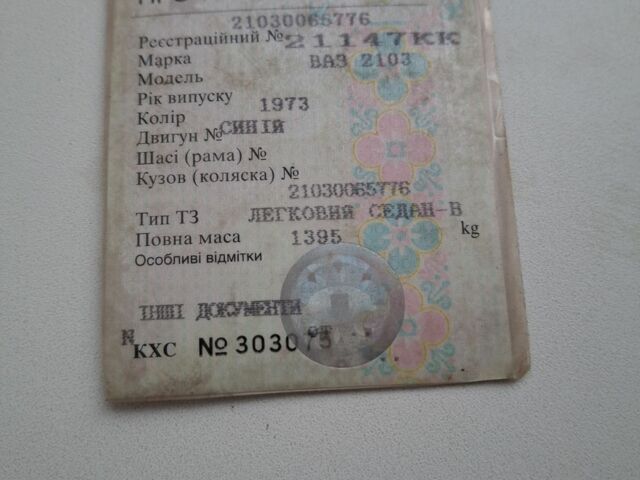 21030065776
Реєстраційний № 21147КК
Марка ВАЗ 2103
Модель
Рік випуску 1973
Колір СИНІЙ
Двигун №
Шасі (рама) №
Кузов (коляска) №
21030065776
Тип ТЗ ЛЕГКОВИЙ СЕДАН-В
Повна маса 1395 kg
Особливі відмітки
ІНШІ ДОКУМЕНТИ
N от
КХС № 303075